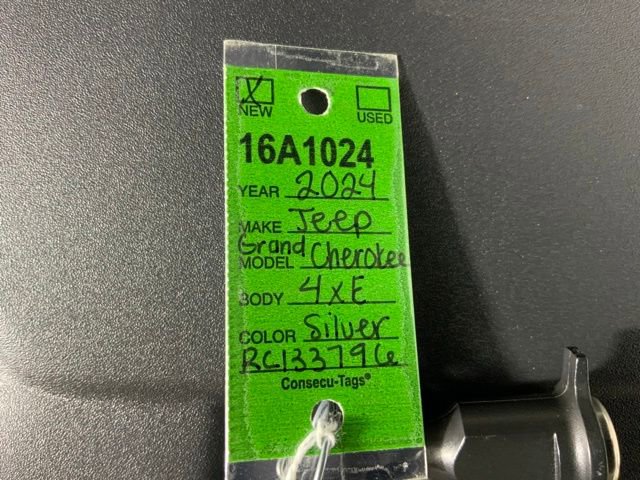 X
NEW USED
16A1024
YEAR 2024
MAKE Jeep
Grand
MODEL Cherokee
BODY 4xE
COLOR Silver
RC133796
Consecu-Tags®